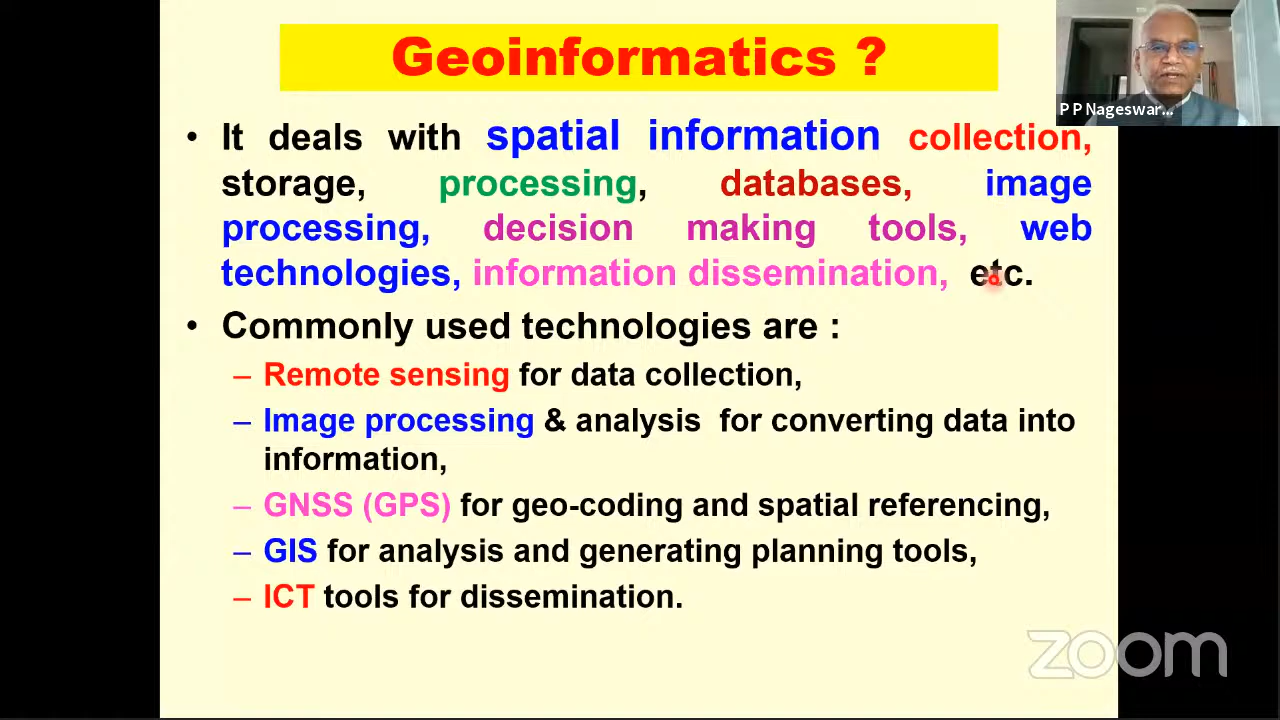 Geoinformatics ?
P P Nageswar...
• It deals with spatial information collection,
storage, processing, databases, image
processing, decision making tools, web
technologies, information dissemination, etc.
• Commonly used technologies are :
– Remote sensing for data collection,
– Image processing & analysis for converting data into
information,
– GNSS (GPS) for geo-coding and spatial referencing,
– GIS for analysis and generating planning tools,
– ICT tools for dissemination.
zoom